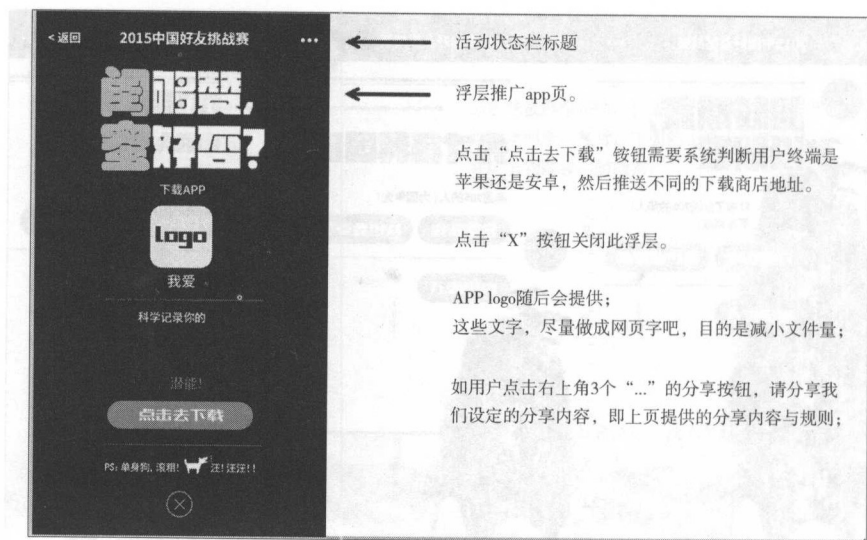 <返回 2015中国好友挑战赛 •••
闺够赞，
蜜好否？
下载APP
logo
我爱
科学记录你的
潜能！
点击去下载
PS: 单身狗, 滚粗! 汪! 汪汪!!
活动状态栏标题
浮层推广app页。
点击“点击去下载”铵钮需要系统判断用户终端是
苹果还是安卓，然后推送不同的下载商店地址。
点击“X”按钮关闭此浮层。
APP logo随后会提供；
这些文字，尽量做成网页字吧，目的是减小文件量；
如用户点击右上角3个“...”的分享按钮，请分享我
们设定的分享内容，即上页提供的分享内容与规则；